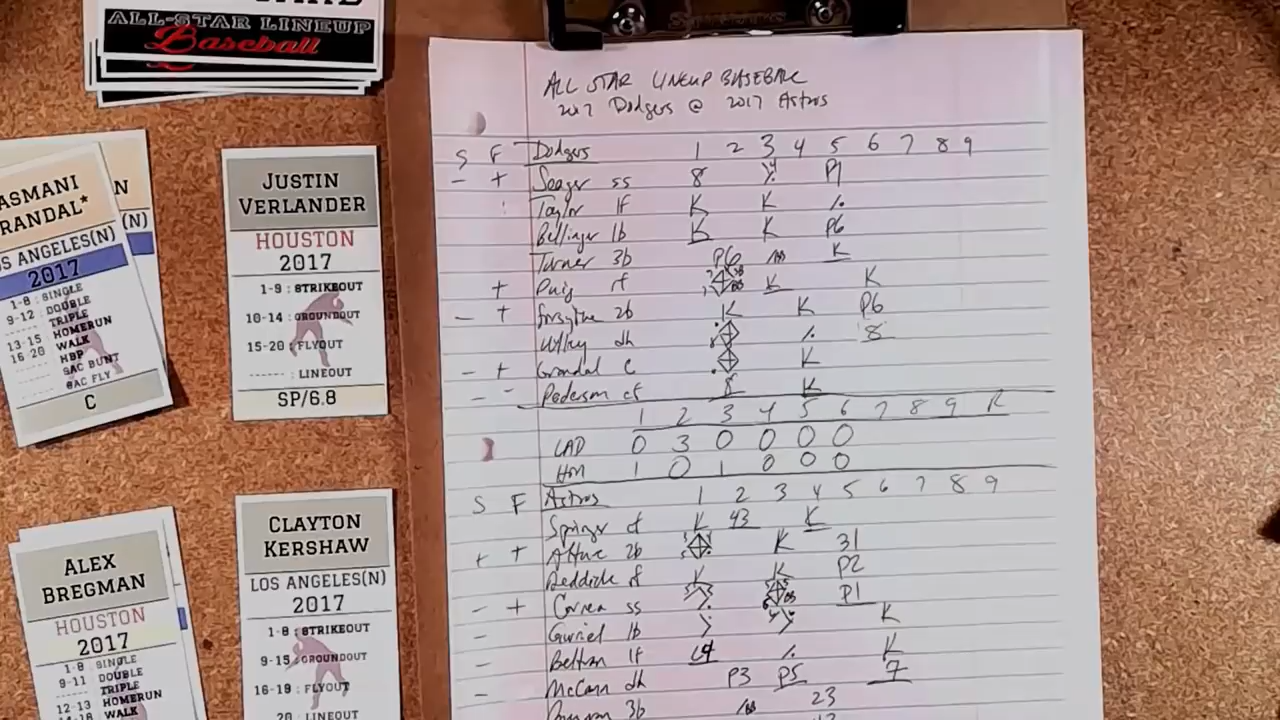 ALL-STAR LINEUP
Baseball
ASMANI
RANDAL*
OS ANGELES(N)
2017
1-8 : SINGLE
9-12 : DOUBLE
TRIPLE
13-15 : HOMERUN
16-20 : WALK
HBP
SAC BUNT
SAC FLY
C
N
(N)
JUSTIN
VERLANDER
HOUSTON
2017
1-9 : STRIKEOUT
10-14 : GROUNDOUT
15-20 : FLYOUT
: LINEOUT
SP/6.8
ALEX
BREGMAN
HOUSTON
2017
1-8 : SINGLE
9-11 : DOUBLE
TRIPLE
12-13 : HOMERUN
14-18 : WALK
CLAYTON
KERSHAW
LOS ANGELES(N)
2017
1-8 : STRIKEOUT
9-15 : GROUNDOUT
16-19 : FLYOUT
20 : LINEOUT
ALL STAR LINEUP BASEBALL
2017 Dodgers @ 2017 Astros
S F Dodgers 1 2 3 4 5 6 7 8 9
- + Seager ss 8 P1
Taylor lf K K
Bellinger 1b K K P6
Turner 3b P6 K
+ Puig rf K K
- + Forsythe 2b K K P6
Utley dh 8
- + Grandal c K
- - Pederson cf 8 K
1 2 3 4 5 6 7 8 9 R
LAD 0 3 0 0 0 0
HOU 1 0 1 0 0 0
S F Astros 1 2 3 4 5 6 7 8 9
Springer cf K 43 K
+ + Altuve 2b K 31
Reddick rf K K P2
- + Correa ss P1
- Gurriel 1b K
- Beltran lf K
- McCann dh P3 P5 7
3b 23